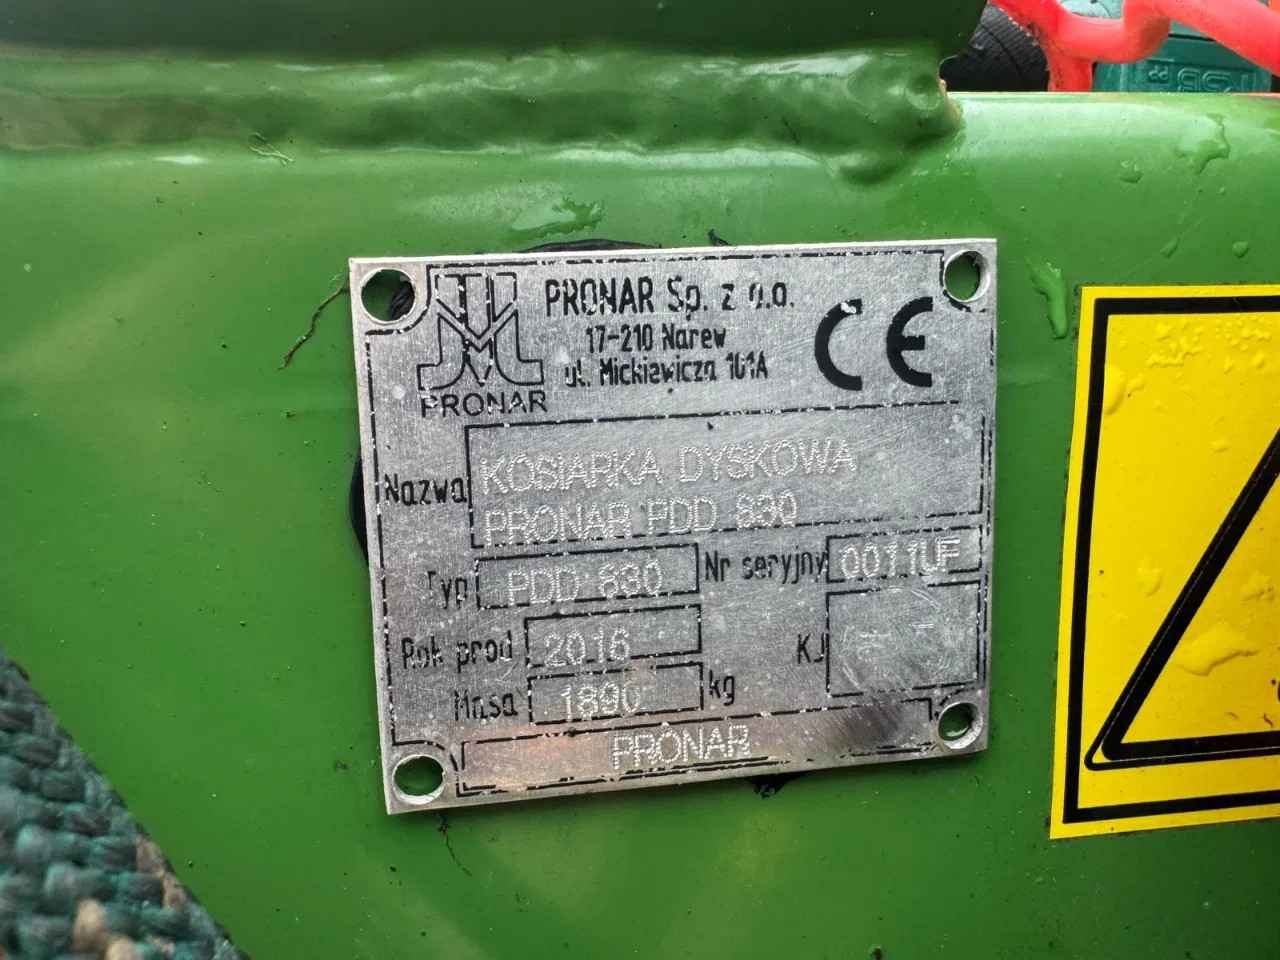 PRONAR Sp. z o.o.
17-210 Narew
ul. Mickiewicza 101A
CE
PRONAR
Nazwa KOSIARKA DYSKOWA
PRONAR PDD 830
Typ PDD 830 Nr seryjny 0011UF
Rok prod 2016
KJ
Masa 1890 kg
PRONAR